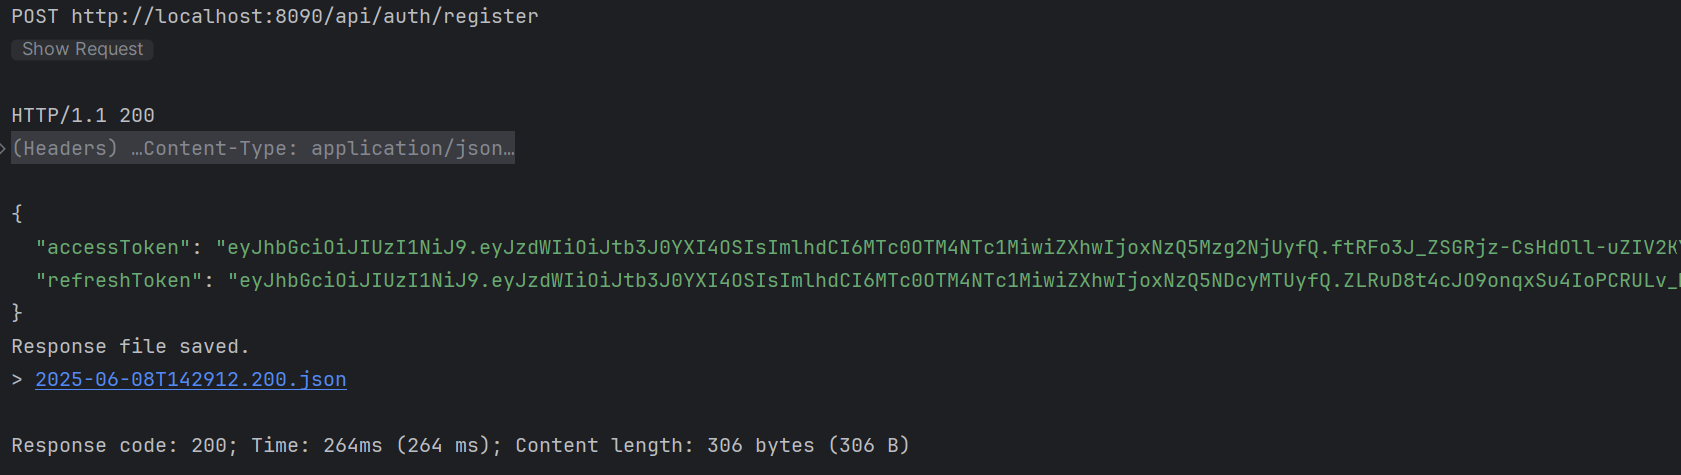 POST http://localhost:8090/api/auth/register
Show Request
HTTP/1.1 200
(Headers) …Content-Type: application/json…
{
"accessToken": "eyJhbGciOiJIUzI1NiJ9.eyJzdWIiOiJtb3J0YXI4OSIsImlhdCI6MTc0OTM4NTc1MiwiZXhwIjoxNzQ5Mzg2NjUyfQ.ftRFo3J_ZSGRjz-CsHdOll-uZIV2K
"refreshToken": "eyJhbGciOiJIUzI1NiJ9.eyJzdWIiOiJtb3J0YXI4OSIsImlhdCI6MTc0OTM4NTc1MiwiZXhwIjoxNzQ5NDcyMTUyfQ.ZLRuD8t4cJO9onqxSu4IoPCRULv_
}
Response file saved.
> 2025-06-08T142912.200.json
Response code: 200; Time: 264ms (264 ms); Content length: 306 bytes (306 B)